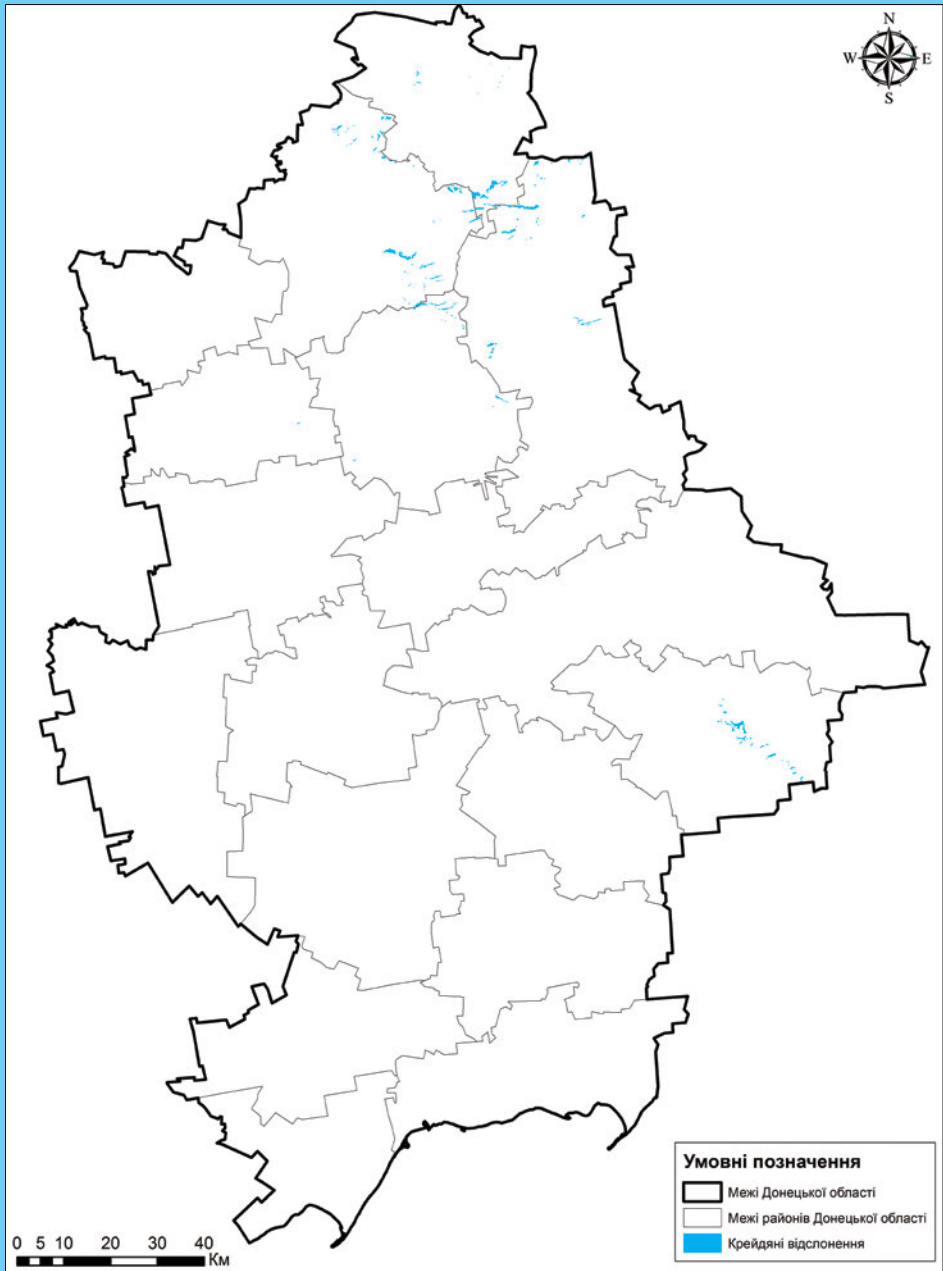 N
W E
S
Умовні позначення
Межі Донецької області
Межі районів Донецької області
Крейдяні відслонення
0 5 10 20 30 40
Км